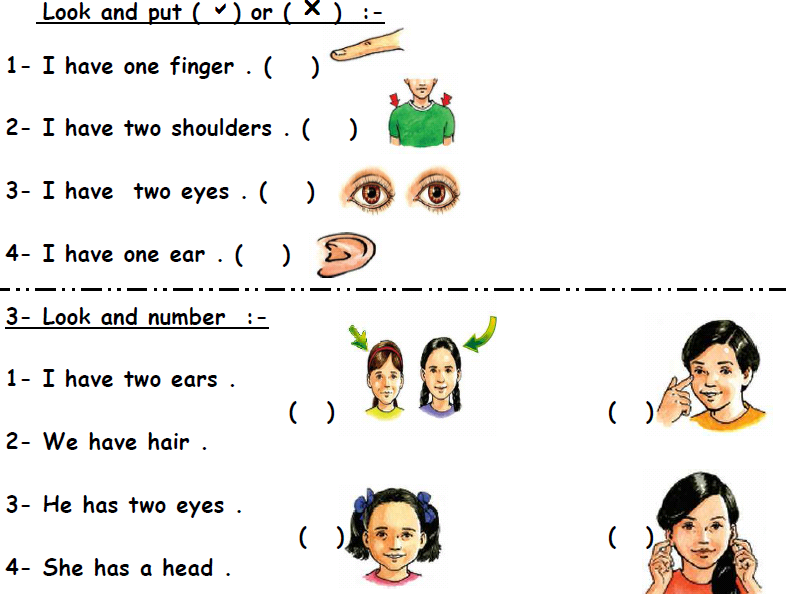 Look and put ( ✓ ) or ( ✗ ) :-
1- I have one finger . ( )
2- I have two shoulders . ( )
3- I have two eyes . ( )
4- I have one ear . ( )
3- Look and number :-
1- I have two ears .
( ) ( )
2- We have hair .
3- He has two eyes .
( ) ( )
4- She has a head .